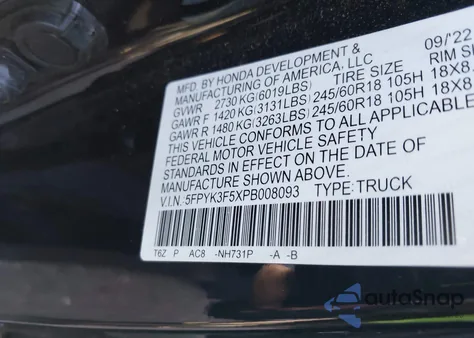 MFD. BY HONDA DEVELOPMENT & 09/'22
MANUFACTURING OF AMERICA, LLC
GVWR 2730 KG(6019LBS) TIRE SIZE RIM S
GAWR F 1420 KG(3131LBS) 245/60R18 105H 18X8.
GAWR R 1480 KG(3263LBS) 245/60R18 105H 18X8.
THIS VEHICLE CONFORMS TO ALL APPLICABLE
FEDERAL MOTOR VEHICLE SAFETY
STANDARDS IN EFFECT ON THE DATE OF
MANUFACTURE SHOWN ABOVE.
V.I.N.: 5FPYK3F5XPB008093 TYPE: TRUCK
T6Z P AC8 -NH731P -A -B
autoSnap